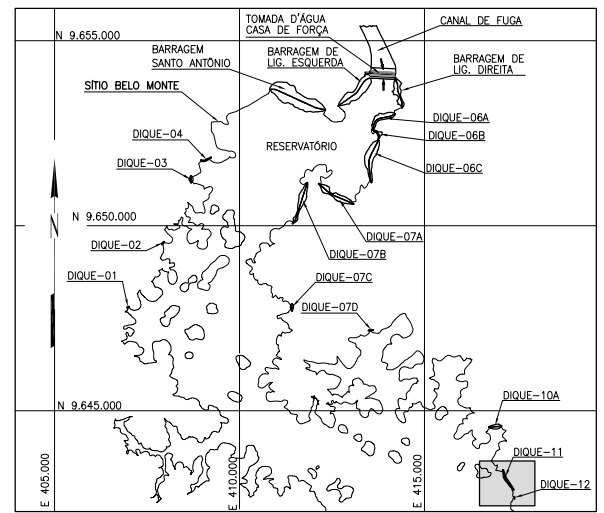 TOMADA D'ÁGUA
CASA DE FORÇA
CANAL DE FUGA
N 9.655.000
BARRAGEM
SANTO ANTÔNIO
BARRAGEM DE
LIG. ESQUERDA
BARRAGEM DE
LIG. DIREITA
SÍTIO BELO MONTE
DIQUE-06A
DIQUE-06B
DIQUE-04
RESERVATÓRIO
DIQUE-03
DIQUE-06C
N
N 9.650.000
DIQUE-07A
DIQUE-02
DIQUE-07B
DIQUE-01
DIQUE-07C
DIQUE-07D
N 9.645.000
DIQUE-10A
DIQUE-11
DIQUE-12
E 405.000
E 410.000
E 415.000